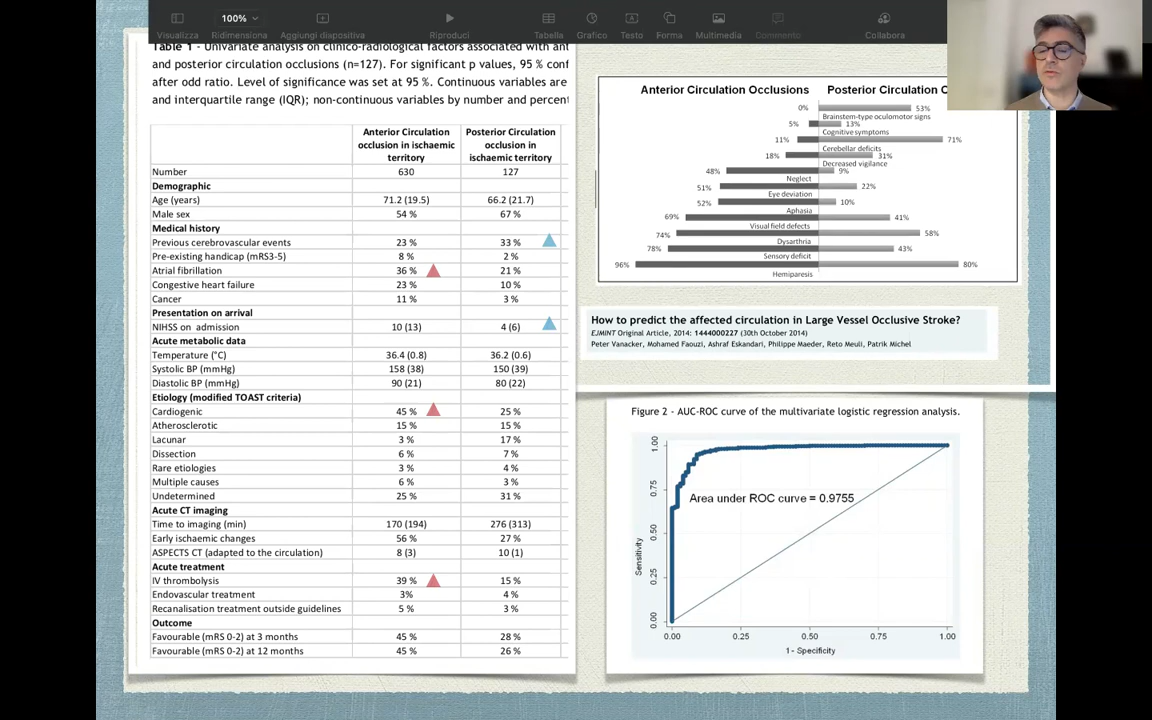 100%
Visualizza Ridimensiona Aggiungi diapositiva Riproduci Tabella Grafico Testo Forma Multimedia Commento Collabora
Table 1 - Univariate analysis on clinico-radiological factors associated with ant
and posterior circulation occlusions (n=127). For significant p values, 95 % conf
after odd ratio. Level of significance was set at 95 %. Continuous variables are
and interquartile range (IQR); non-continuous variables by number and percent
Anterior Circulation occlusion in ischaemic territory
Posterior Circulation occlusion in ischaemic territory
Number 630 127
Demographic
Age (years) 71.2 (19.5) 66.2 (21.7)
Male sex 54 % 67 %
Medical history
Previous cerebrovascular events 23 % 33 %
Pre-existing handicap (mRS3-5) 8 % 2 %
Atrial fibrillation 36 % 21 %
Congestive heart failure 23 % 10 %
Cancer 11 % 3 %
Presentation on arrival
NIHSS on admission 10 (13) 4 (6)
Acute metabolic data
Temperature (°C) 36.4 (0.8) 36.2 (0.6)
Systolic BP (mmHg) 158 (38) 150 (39)
Diastolic BP (mmHg) 90 (21) 80 (22)
Etiology (modified TOAST criteria)
Cardiogenic 45 % 25 %
Atherosclerotic 15 % 15 %
Lacunar 3 % 17 %
Dissection 6 % 7 %
Rare etiologies 3 % 4 %
Multiple causes 6 % 3 %
Undetermined 25 % 31 %
Acute CT imaging
Time to imaging (min) 170 (194) 276 (313)
Early ischaemic changes 56 % 27 %
ASPECTS CT (adapted to the circulation) 8 (3) 10 (1)
Acute treatment
IV thrombolysis 39 % 15 %
Endovascular treatment 3% 4 %
Recanalisation treatment outside guidelines 5 % 3 %
Outcome
Favourable (mRS 0-2) at 3 months 45 % 28 %
Favourable (mRS 0-2) at 12 months 45 % 26 %
Anterior Circulation Occlusions Posterior Circulation O
0% 53%
Brainstem-type oculomotor signs
5% 13%
Cognitive symptoms
11% 71%
Cerebellar deficits
18% 31%
Decreased vigilance
48% 9%
Neglect
51% 22%
Eye deviation
52% 10%
Aphasia
69% 41%
Visual field defects
74% 58%
Dysarthria
78% 43%
Sensory deficit
96% 80%
Hemiparesis
How to predict the affected circulation in Large Vessel Occlusive Stroke?
EJMINT Original Article, 2014: 1444000227 (30th October 2014)
Peter Vanacker, Mohamed Faouzi, Ashraf Eskandari, Philippe Maeder, Reto Meuli, Patrik Michel
Figure 2 - AUC-ROC curve of the multivariate logistic regression analysis.
Area under ROC curve = 0.9755
Sensitivity
1.00
0.75
0.50
0.25
0.00
0.00 0.25 0.50 0.75 1.00
1 - Specificity